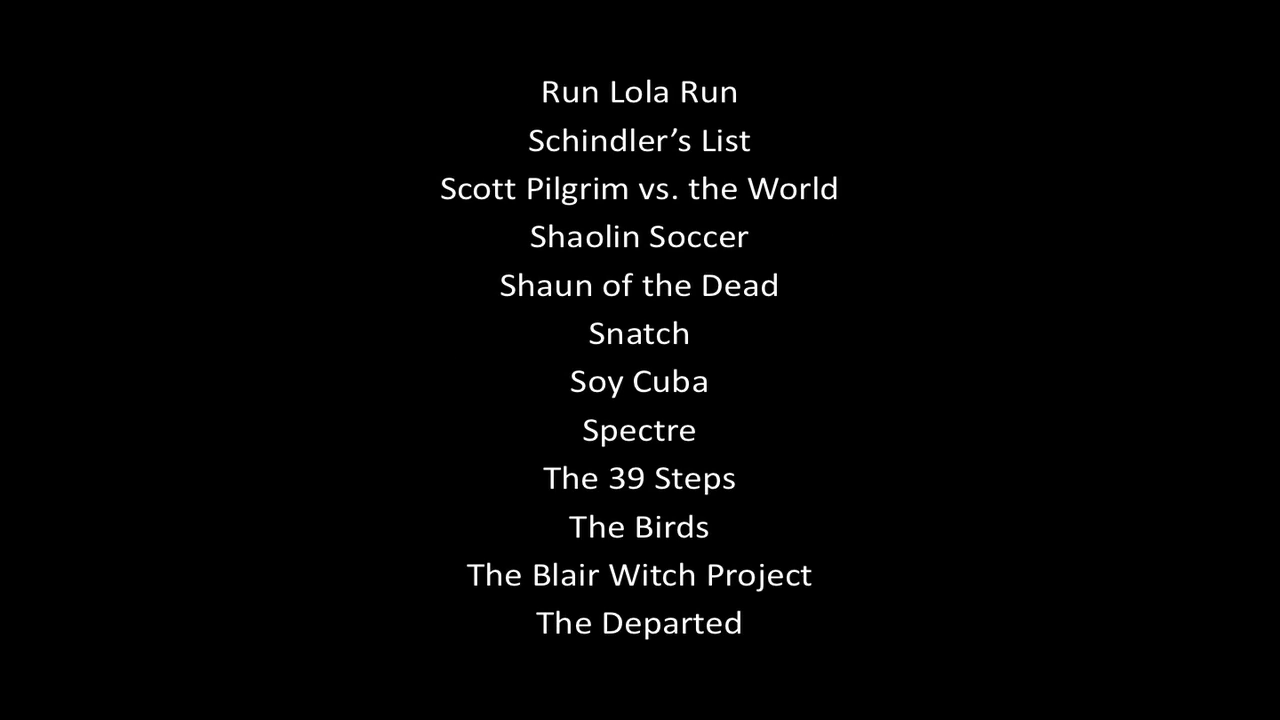 Run Lola Run
Schindler’s List
Scott Pilgrim vs. the World
Shaolin Soccer
Shaun of the Dead
Snatch
Soy Cuba
Spectre
The 39 Steps
The Birds
The Blair Witch Project
The Departed